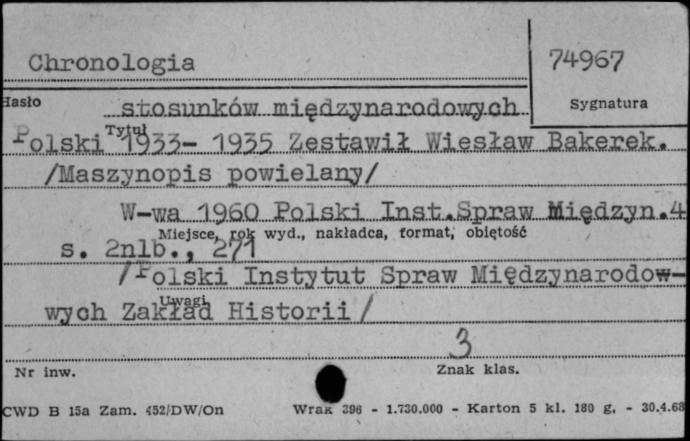 Chronologia
74967
Hasło
stosunków międzynarodowych
Sygnatura
Tytuł
Polski 1933- 1935 Zestawił Wiesław Bakerek.
/Maszynopis powielany/
W-wa 1960 Polski Inst.Spraw Międzyn.4
Miejsce, rok wyd., nakładca, format, objętość
s. 2nlb., 271
/Polski Instytut Spraw Międzynarodow-
Uwagi
wych Zakład Historii/
3
Nr inw.
Znak klas.
CWD B 15a Zam. 452/DW/On
Wrak 396 - 1.730.000 - Karton 5 kl. 180 g, - 30.4.68